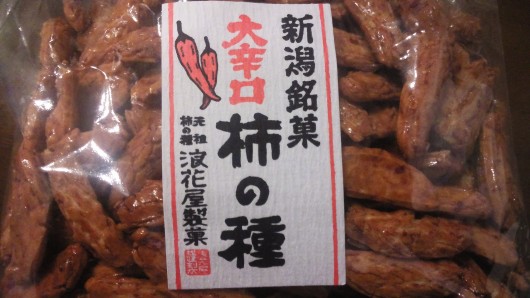 新潟銘菓
大辛口
柿の種
元祖
柿の種
浪花屋製菓